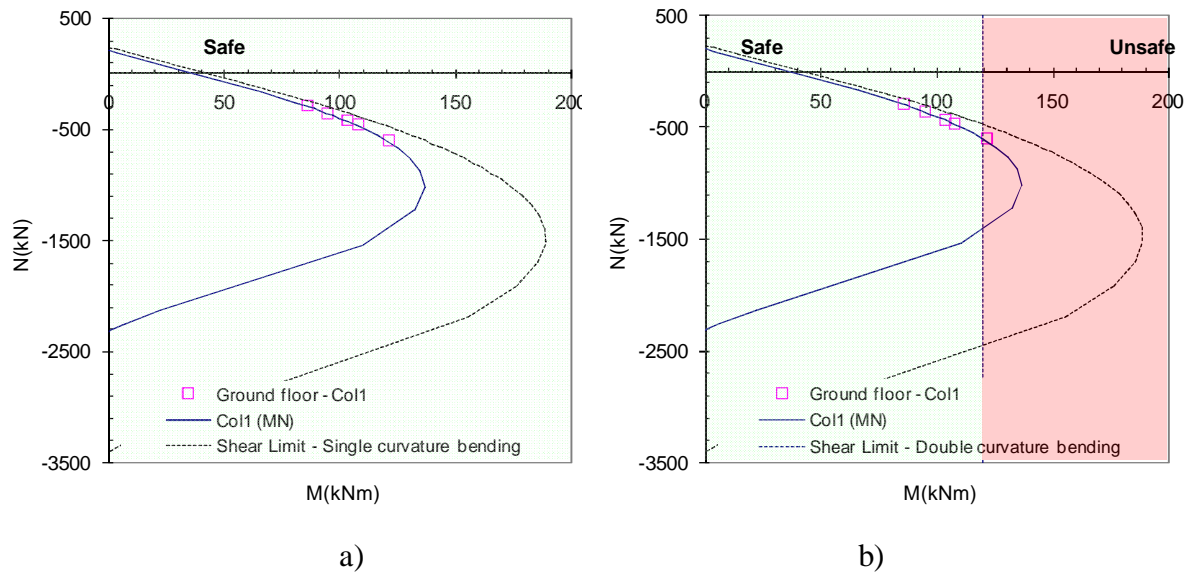 500
Safe
0 50 100 150 200
-500
-1500
-2500
-3500
N(kN)
Ground floor - Col1
Col1 (MN)
Shear Limit - Single curvature bending
M(kNm)
a)
500
Safe
Unsafe
0 50 100 150 200
-500
-1500
-2500
-3500
N(kN)
Ground floor - Col1
Col1 (MN)
Shear Limit - Double curvature bending
M(kNm)
b)